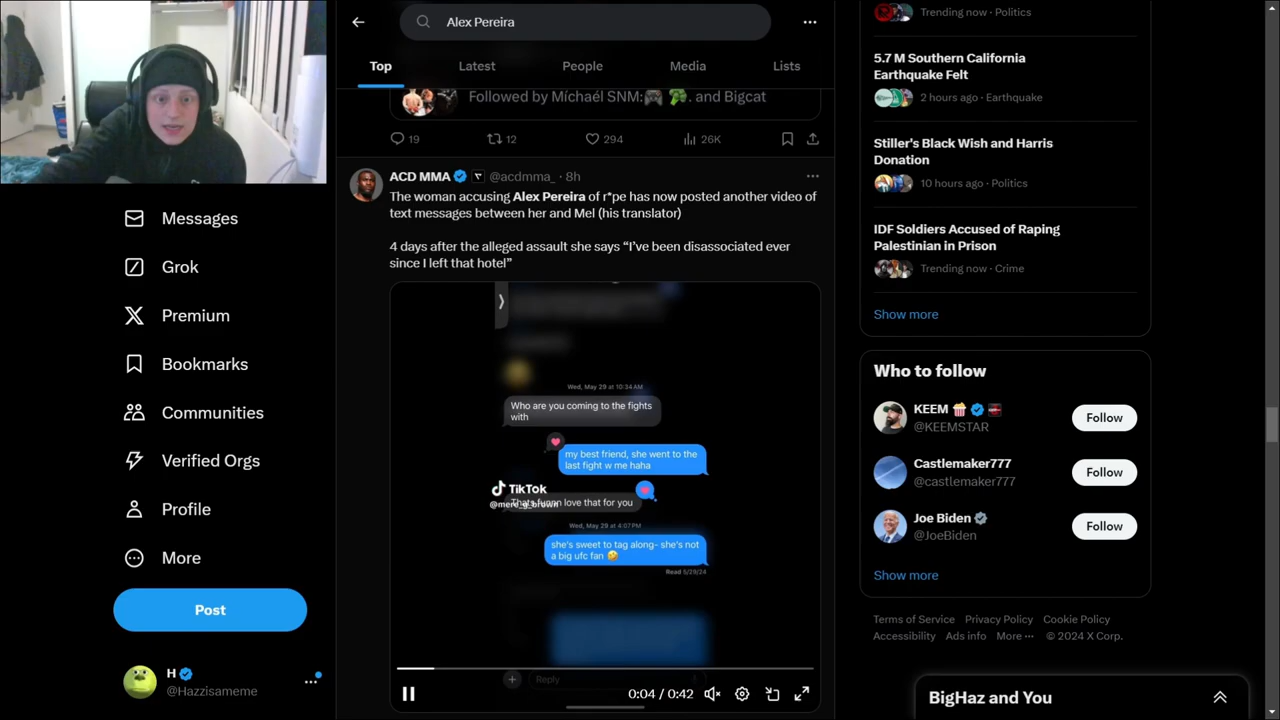 Alex Pereira
Top
Latest
People
Media
Lists
Followed by Míchaél SNM: and Bigcat
19
12
294
26K
ACD MMA
@acdmma_ · 8h
The woman accusing Alex Pereira of r*pe has now posted another video of
text messages between her and Mel (his translator)
4 days after the alleged assault she says “I’ve been disassociated ever
since I left that hotel”
Wed, May 29 at 10:34 AM
Who are you coming to the fights
with
my best friend, she went to the
last fight w me haha
TikTok
@mere_g_brown
Thats funnn love that for you
Wed, May 29 at 4:07 PM
she's sweet to tag along- she's not
a big ufc fan 🤣
Read 5/29/24
Reply
0:04 / 0:42
Messages
Grok
Premium
Bookmarks
Communities
Verified Orgs
Profile
More
Post
H
@Hazzisameme
Trending now · Politics
5.7 M Southern California
Earthquake Felt
2 hours ago · Earthquake
Stiller's Black Wish and Harris
Donation
10 hours ago · Politics
IDF Soldiers Accused of Raping
Palestinian in Prison
Trending now · Crime
Show more
Who to follow
KEEM 🍿
@KEEMSTAR
Follow
Castlemaker777
@castlemaker777
Follow
Joe Biden
@JoeBiden
Follow
Show more
Terms of Service Privacy Policy Cookie Policy
Accessibility Ads info More ··· © 2024 X Corp.
BigHaz and You